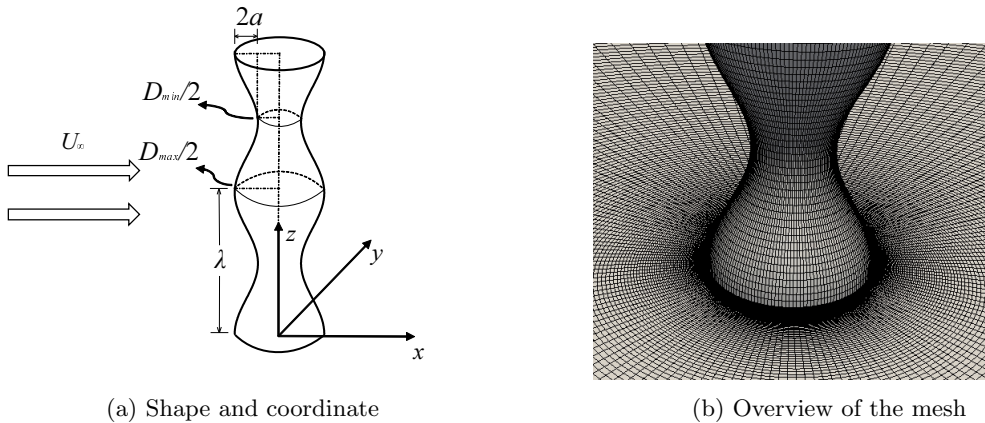 2a
D_min/2
U_∞
D_max/2
z
y
λ
x
(a) Shape and coordinate
(b) Overview of the mesh